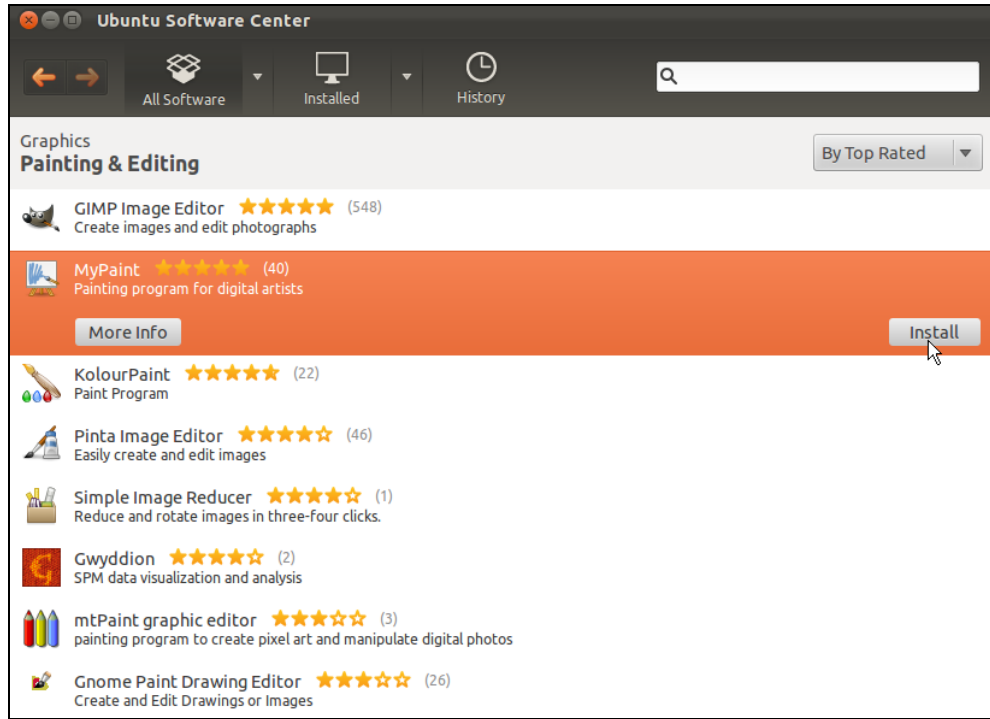 Ubuntu Software Center
All Software
Installed
History
Graphics
Painting & Editing
By Top Rated
GIMP Image Editor (548)
Create images and edit photographs
MyPaint (40)
Painting program for digital artists
More Info
Install
KolourPaint (22)
Paint Program
Pinta Image Editor (46)
Easily create and edit images
Simple Image Reducer (1)
Reduce and rotate images in three-four clicks.
Gwyddion (2)
SPM data visualization and analysis
mtPaint graphic editor (3)
painting program to create pixel art and manipulate digital photos
Gnome Paint Drawing Editor (26)
Create and Edit Drawings or Images